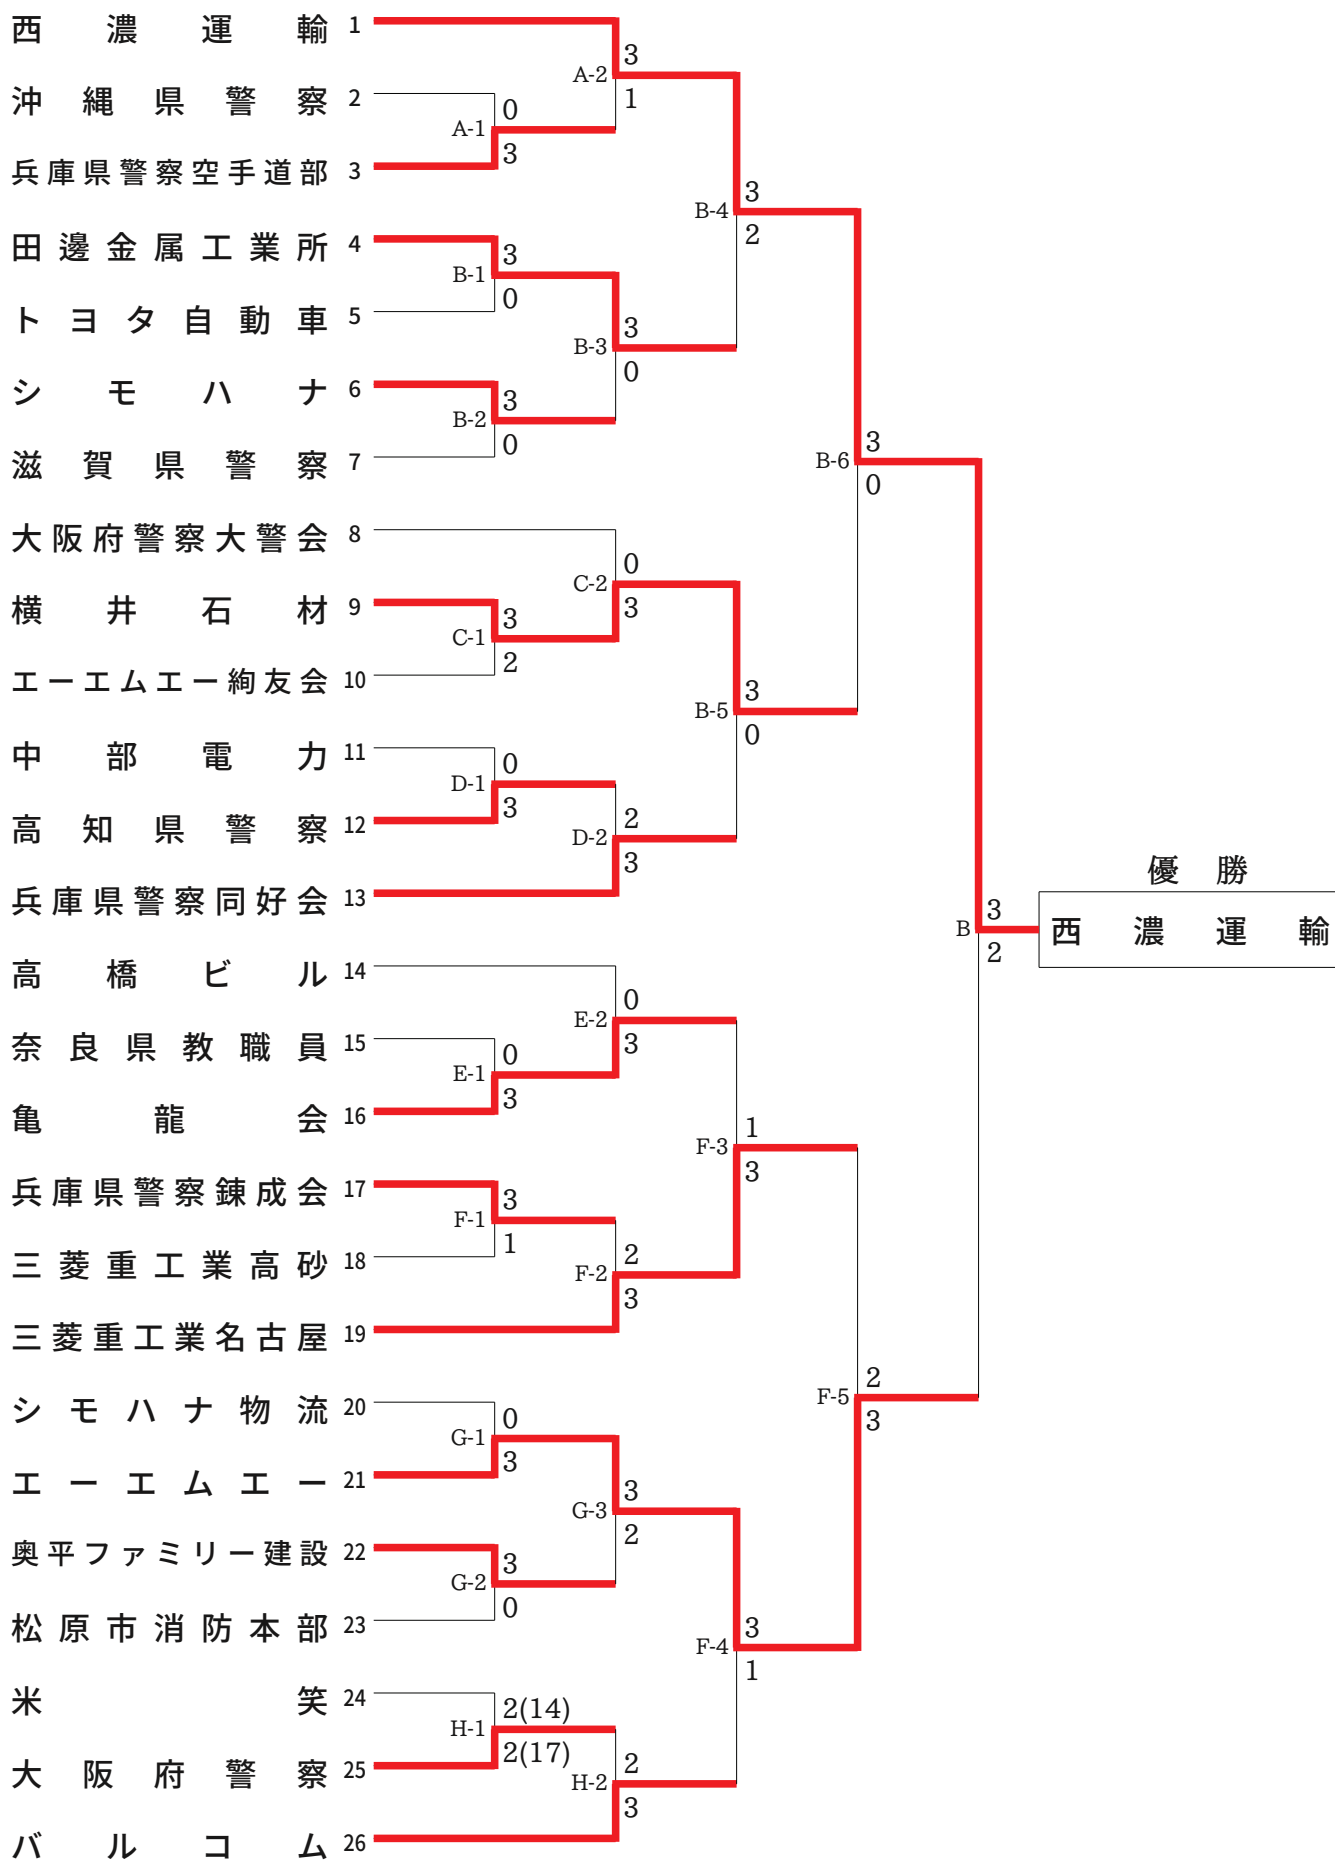 西濃運輸 1
3
A-2
1
沖縄県警察 2
0
A-1
3
兵庫県警察空手道部 3
3
B-4
2
田邊金属工業所 4
3
B-1
0
トヨタ自動車 5
3
B-3
0
シモハナ 6
3
B-2
0
滋賀県警察 7
3
B-6
0
大阪府警察大警会 8
0
C-2
3
横井石材 9
3
C-1
2
エーエムエー絢友会 10
3
B-5
0
中部電力 11
0
D-1
3
高知県警察 12
2
D-2
3
兵庫県警察同好会 13
優勝
3
B
2
西濃運輸
高橋ビル 14
0
E-2
3
奈良県教職員 15
0
E-1
3
亀龍会 16
1
F-3
3
兵庫県警察錬成会 17
3
F-1
1
三菱重工業高砂 18
2
F-2
3
三菱重工業名古屋 19
2
F-5
3
シモハナ物流 20
0
G-1
3
エーエムエー 21
3
G-3
2
奥平ファミリー建設 22
3
G-2
0
松原市消防本部 23
3
F-4
1
米笑 24
2(14)
H-1
2(17)
大阪府警察 25
2
H-2
3
バルコム 26